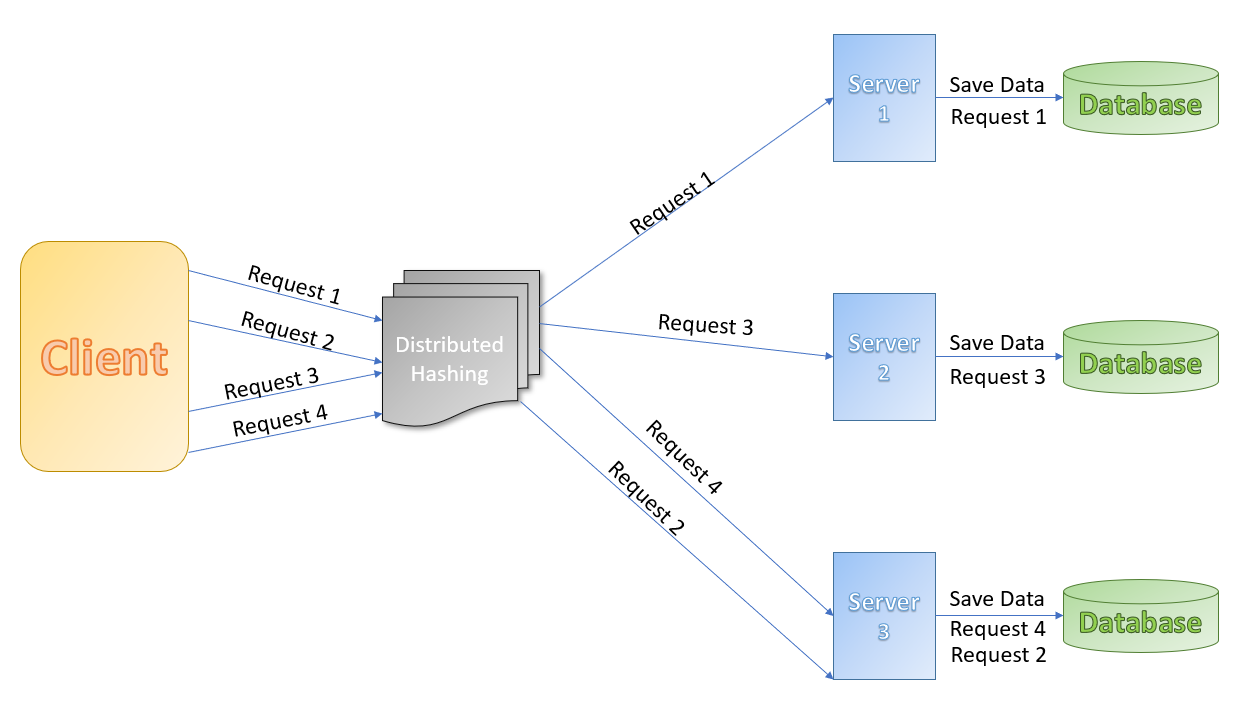 Client
Request 1
Request 2
Request 3
Request 4
Distributed
Hashing
Request 1
Request 3
Request 4
Request 2
Server
1
Save Data
Request 1
Database
Server
2
Save Data
Request 3
Database
Server
3
Save Data
Request 4
Request 2
Database